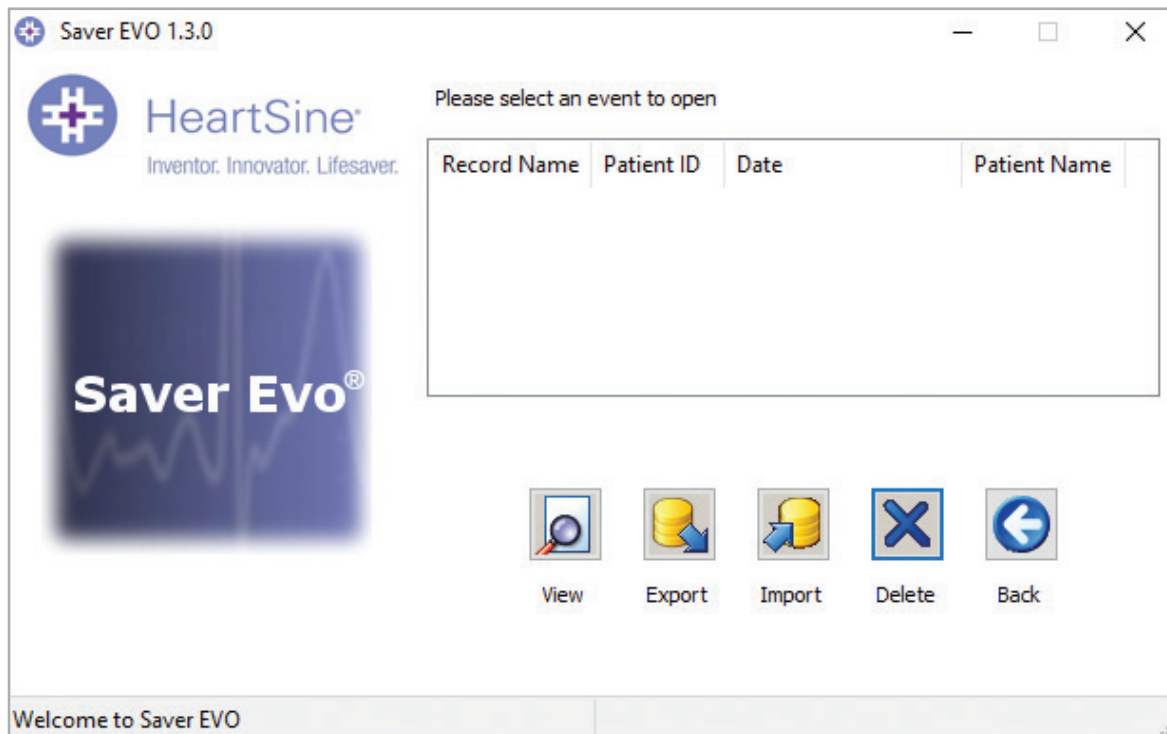 Saver EVO 1.3.0
HeartSine®
Inventor. Innovator. Lifesaver.
Saver Evo®
Please select an event to open
Record Name Patient ID Date Patient Name
View Export Import Delete Back
Welcome to Saver EVO